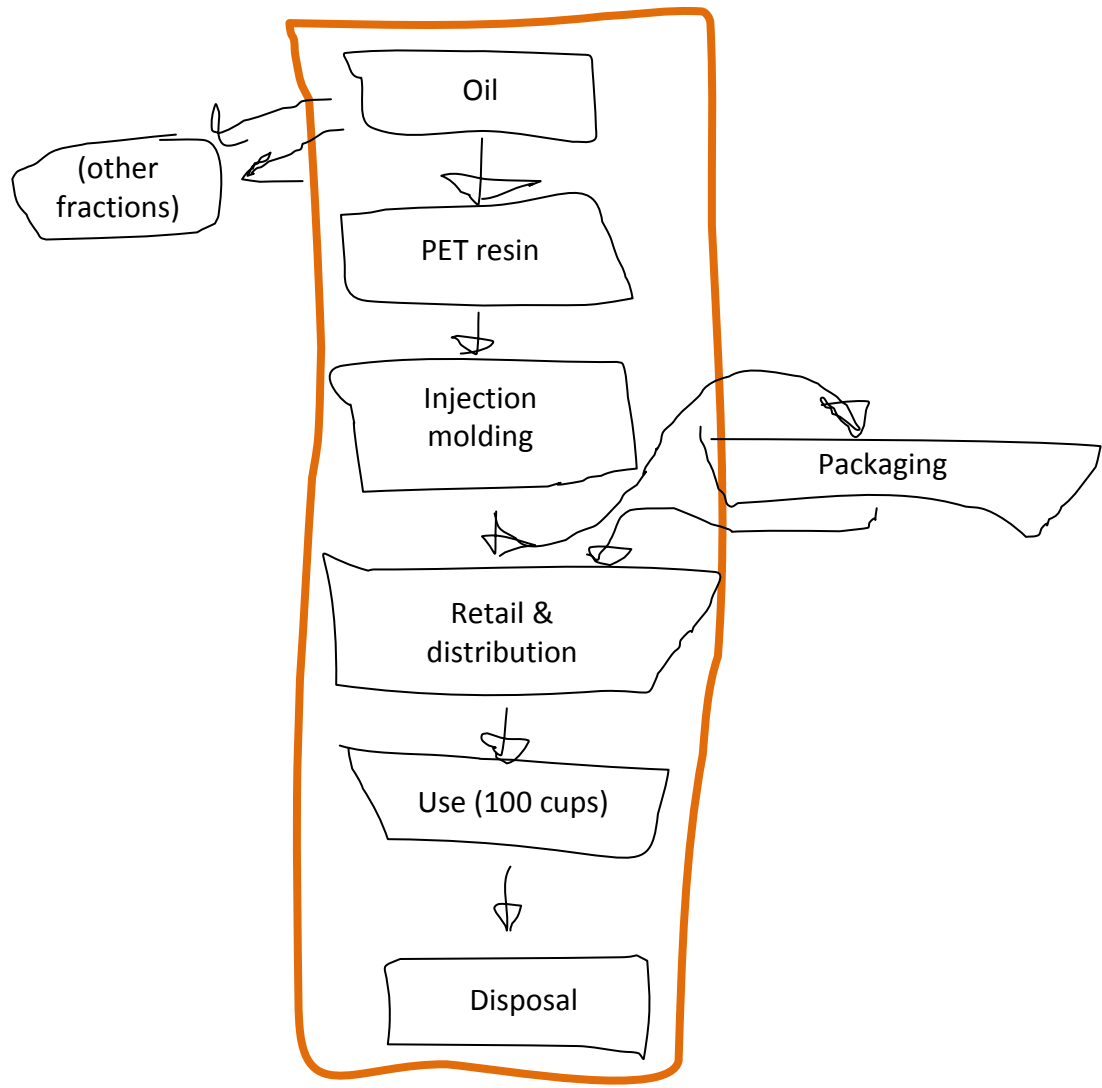 Oil
(other
fractions)
PET resin
Injection
molding
Packaging
Retail &
distribution
Use (100 cups)
Disposal